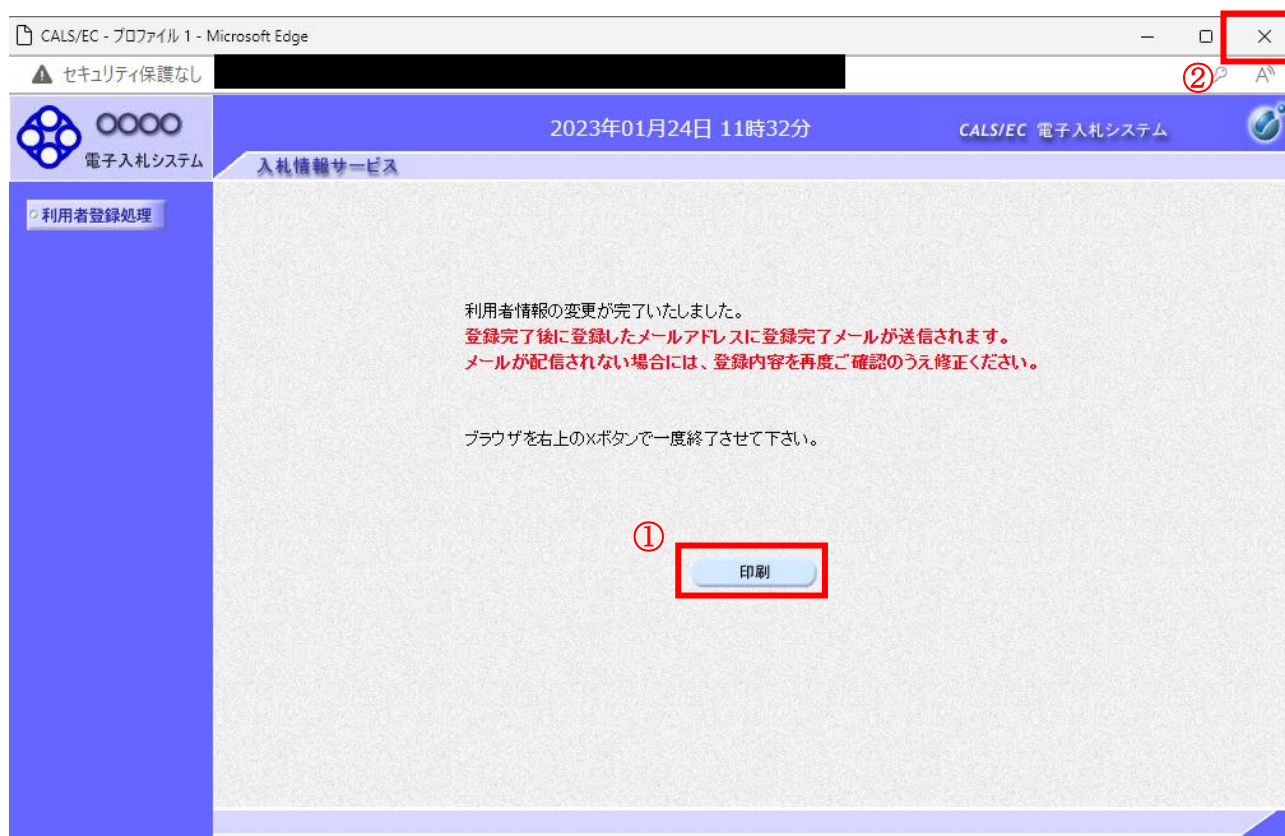 CALS/EC - プロファイル 1 - Microsoft Edge
セキュリティ保護なし
②
A
○○○○
電子入札システム
2023年01月24日 11時32分
CALS/EC 電子入札システム
入札情報サービス
利用者登録処理
利用者情報の変更が完了いたしました。
登録完了後に登録したメールアドレスに登録完了メールが送信されます。
メールが配信されない場合には、登録内容を再度ご確認のうえ修正ください。
ブラウザを右上の×ボタンで一度終了させて下さい。
①
印刷